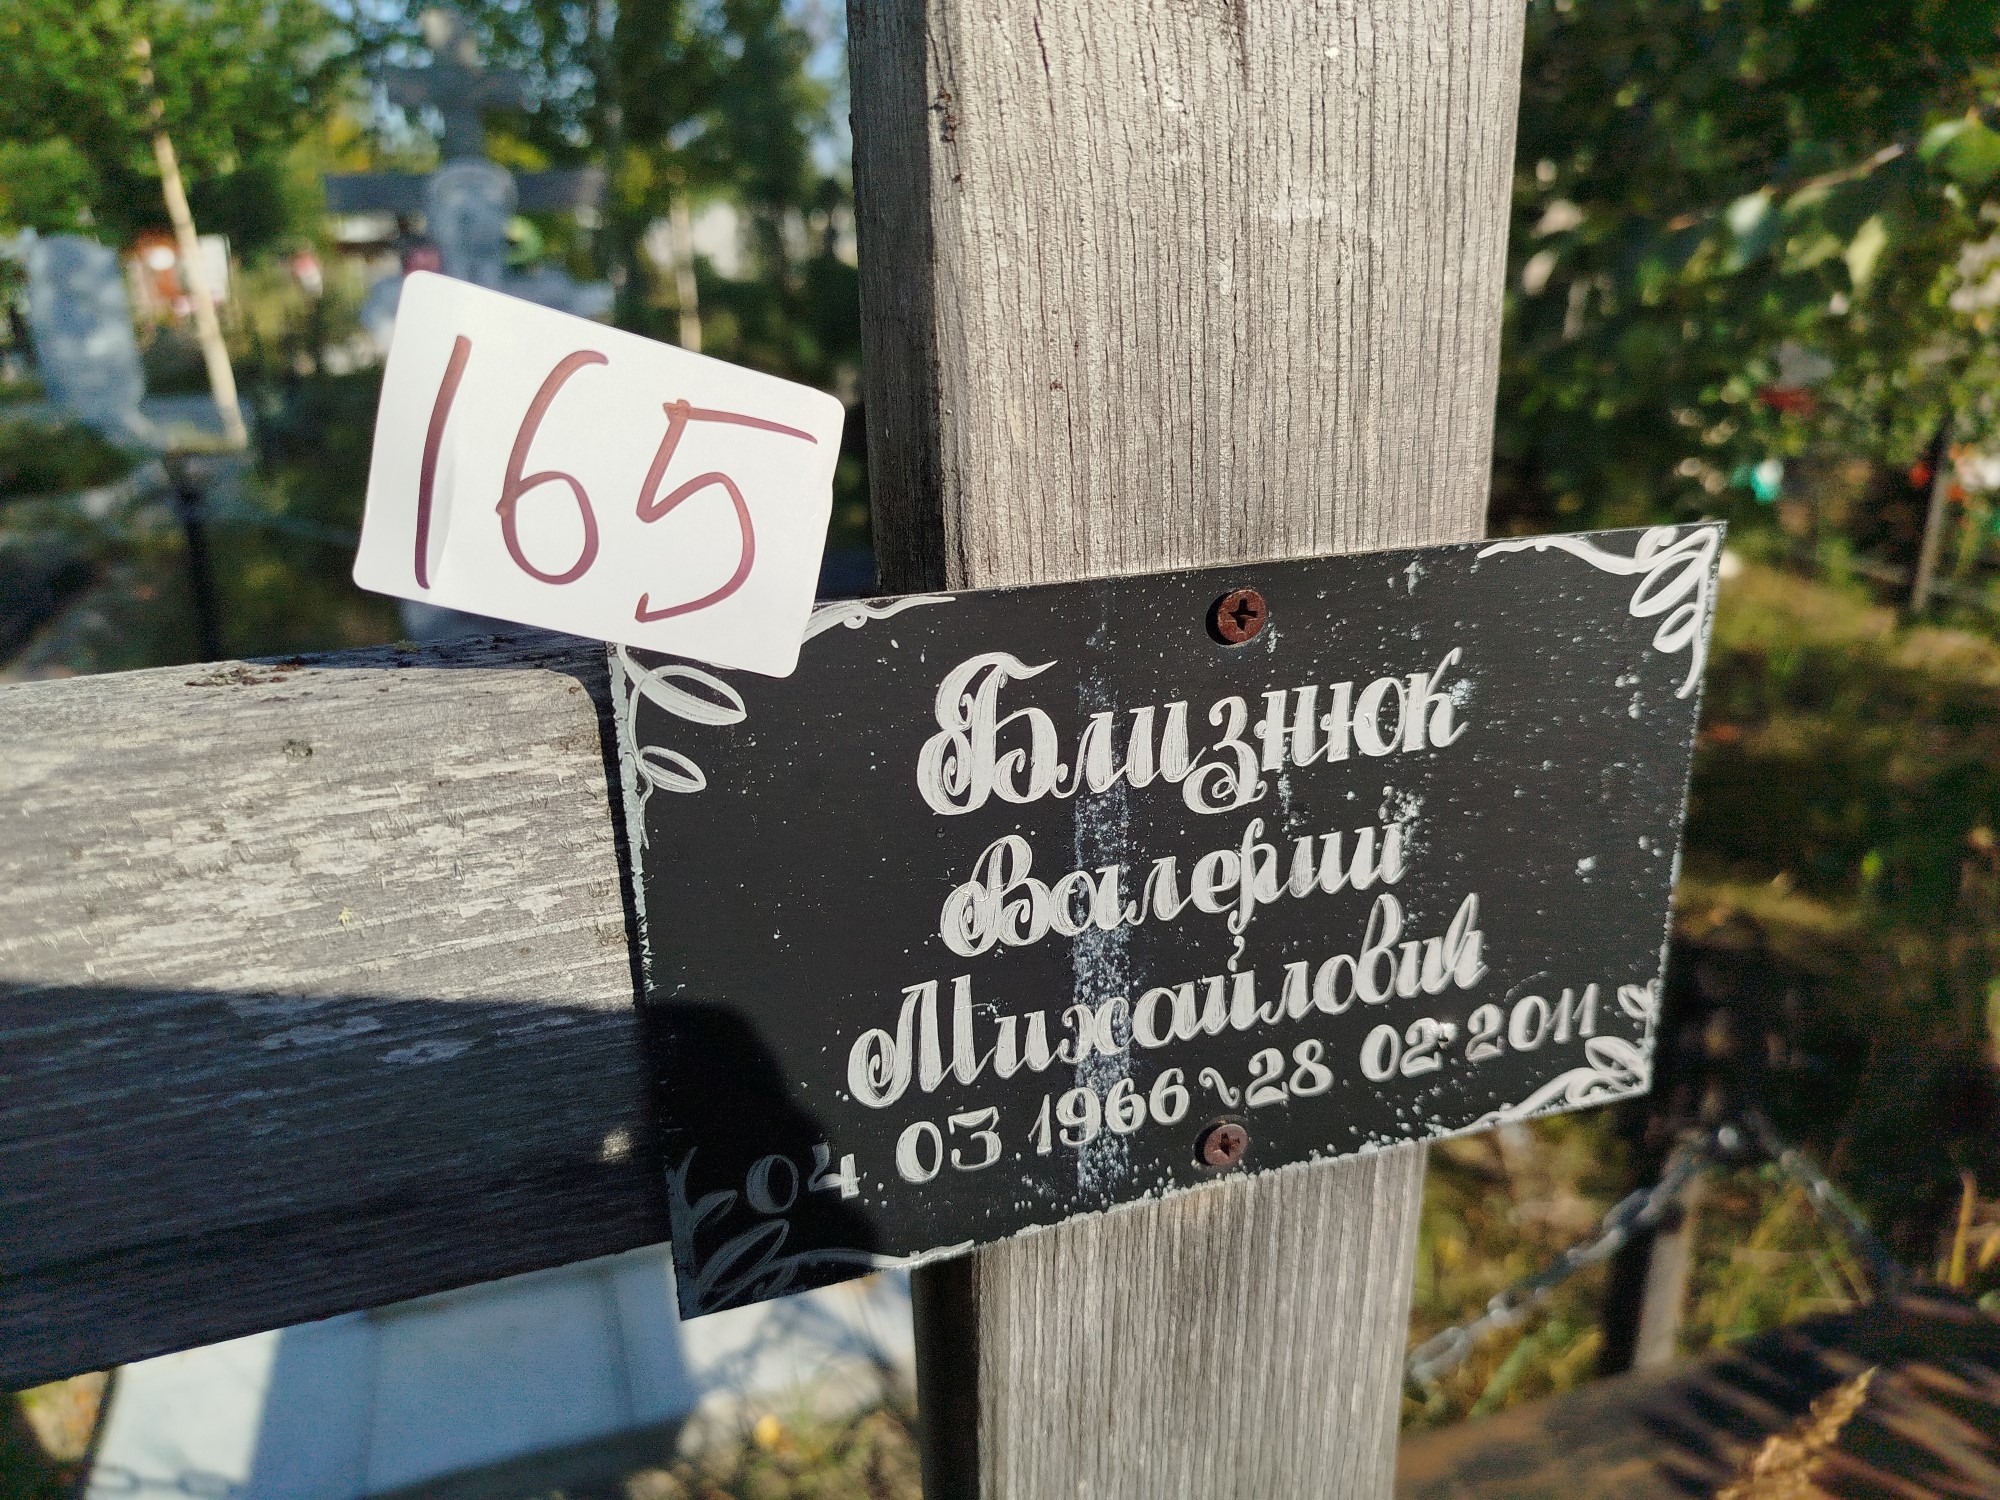 165
Близнюк
Валерий
Михайлович
04.03.1966~28.02.2011